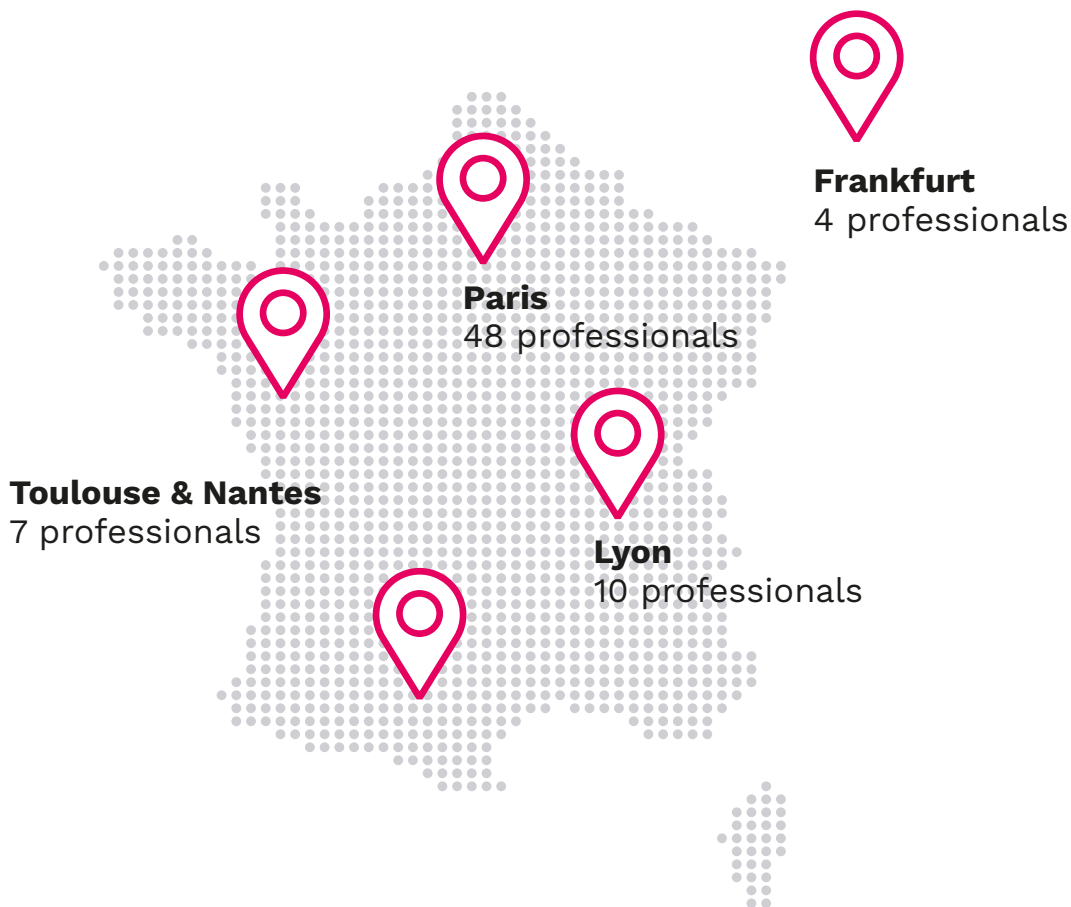 Frankfurt
4 professionals
Paris
48 professionals
Toulouse & Nantes
7 professionals
Lyon
10 professionals